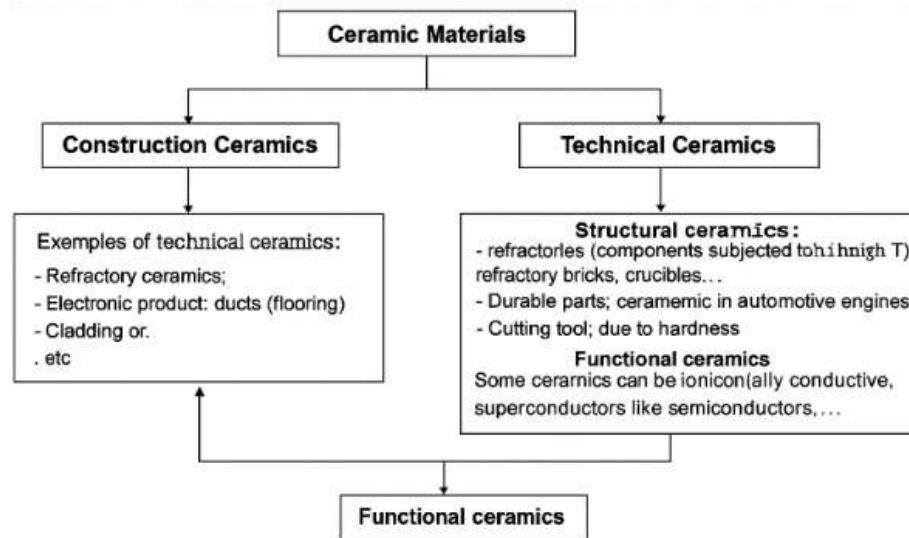 Ceramic Materials
Construction Ceramics
Technical Ceramics
Exemples of technical ceramics:
- Refractory ceramics;
- Electronic product: ducts (flooring)
- Cladding or.
. etc
Structural ceramics:
- refractorles (components subjected tohihnigh T)
refractory bricks, crucibles...
- Durable parts; ceramemic in automotive engines
- Cutting tool; due to hardness
Functional ceramics
Some cerarnics can be ionicon(ally conductive,
superconductors like semiconductors,...
Functional ceramics